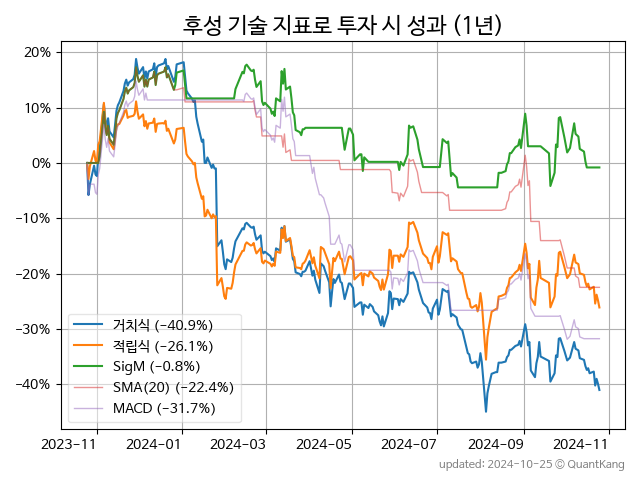 후성 기술 지표로 투자 시 성과 (1년)
20%
10%
0%
−10%
−20%
−30%
−40%
거치식 (−40.9%)
적립식 (−26.1%)
SigM (−0.8%)
SMA(20) (−22.4%)
MACD (−31.7%)
2023−11 2024−01 2024−03 2024−05 2024−07 2024−09 2024−11
updated: 2024-10-25 © QuantKang